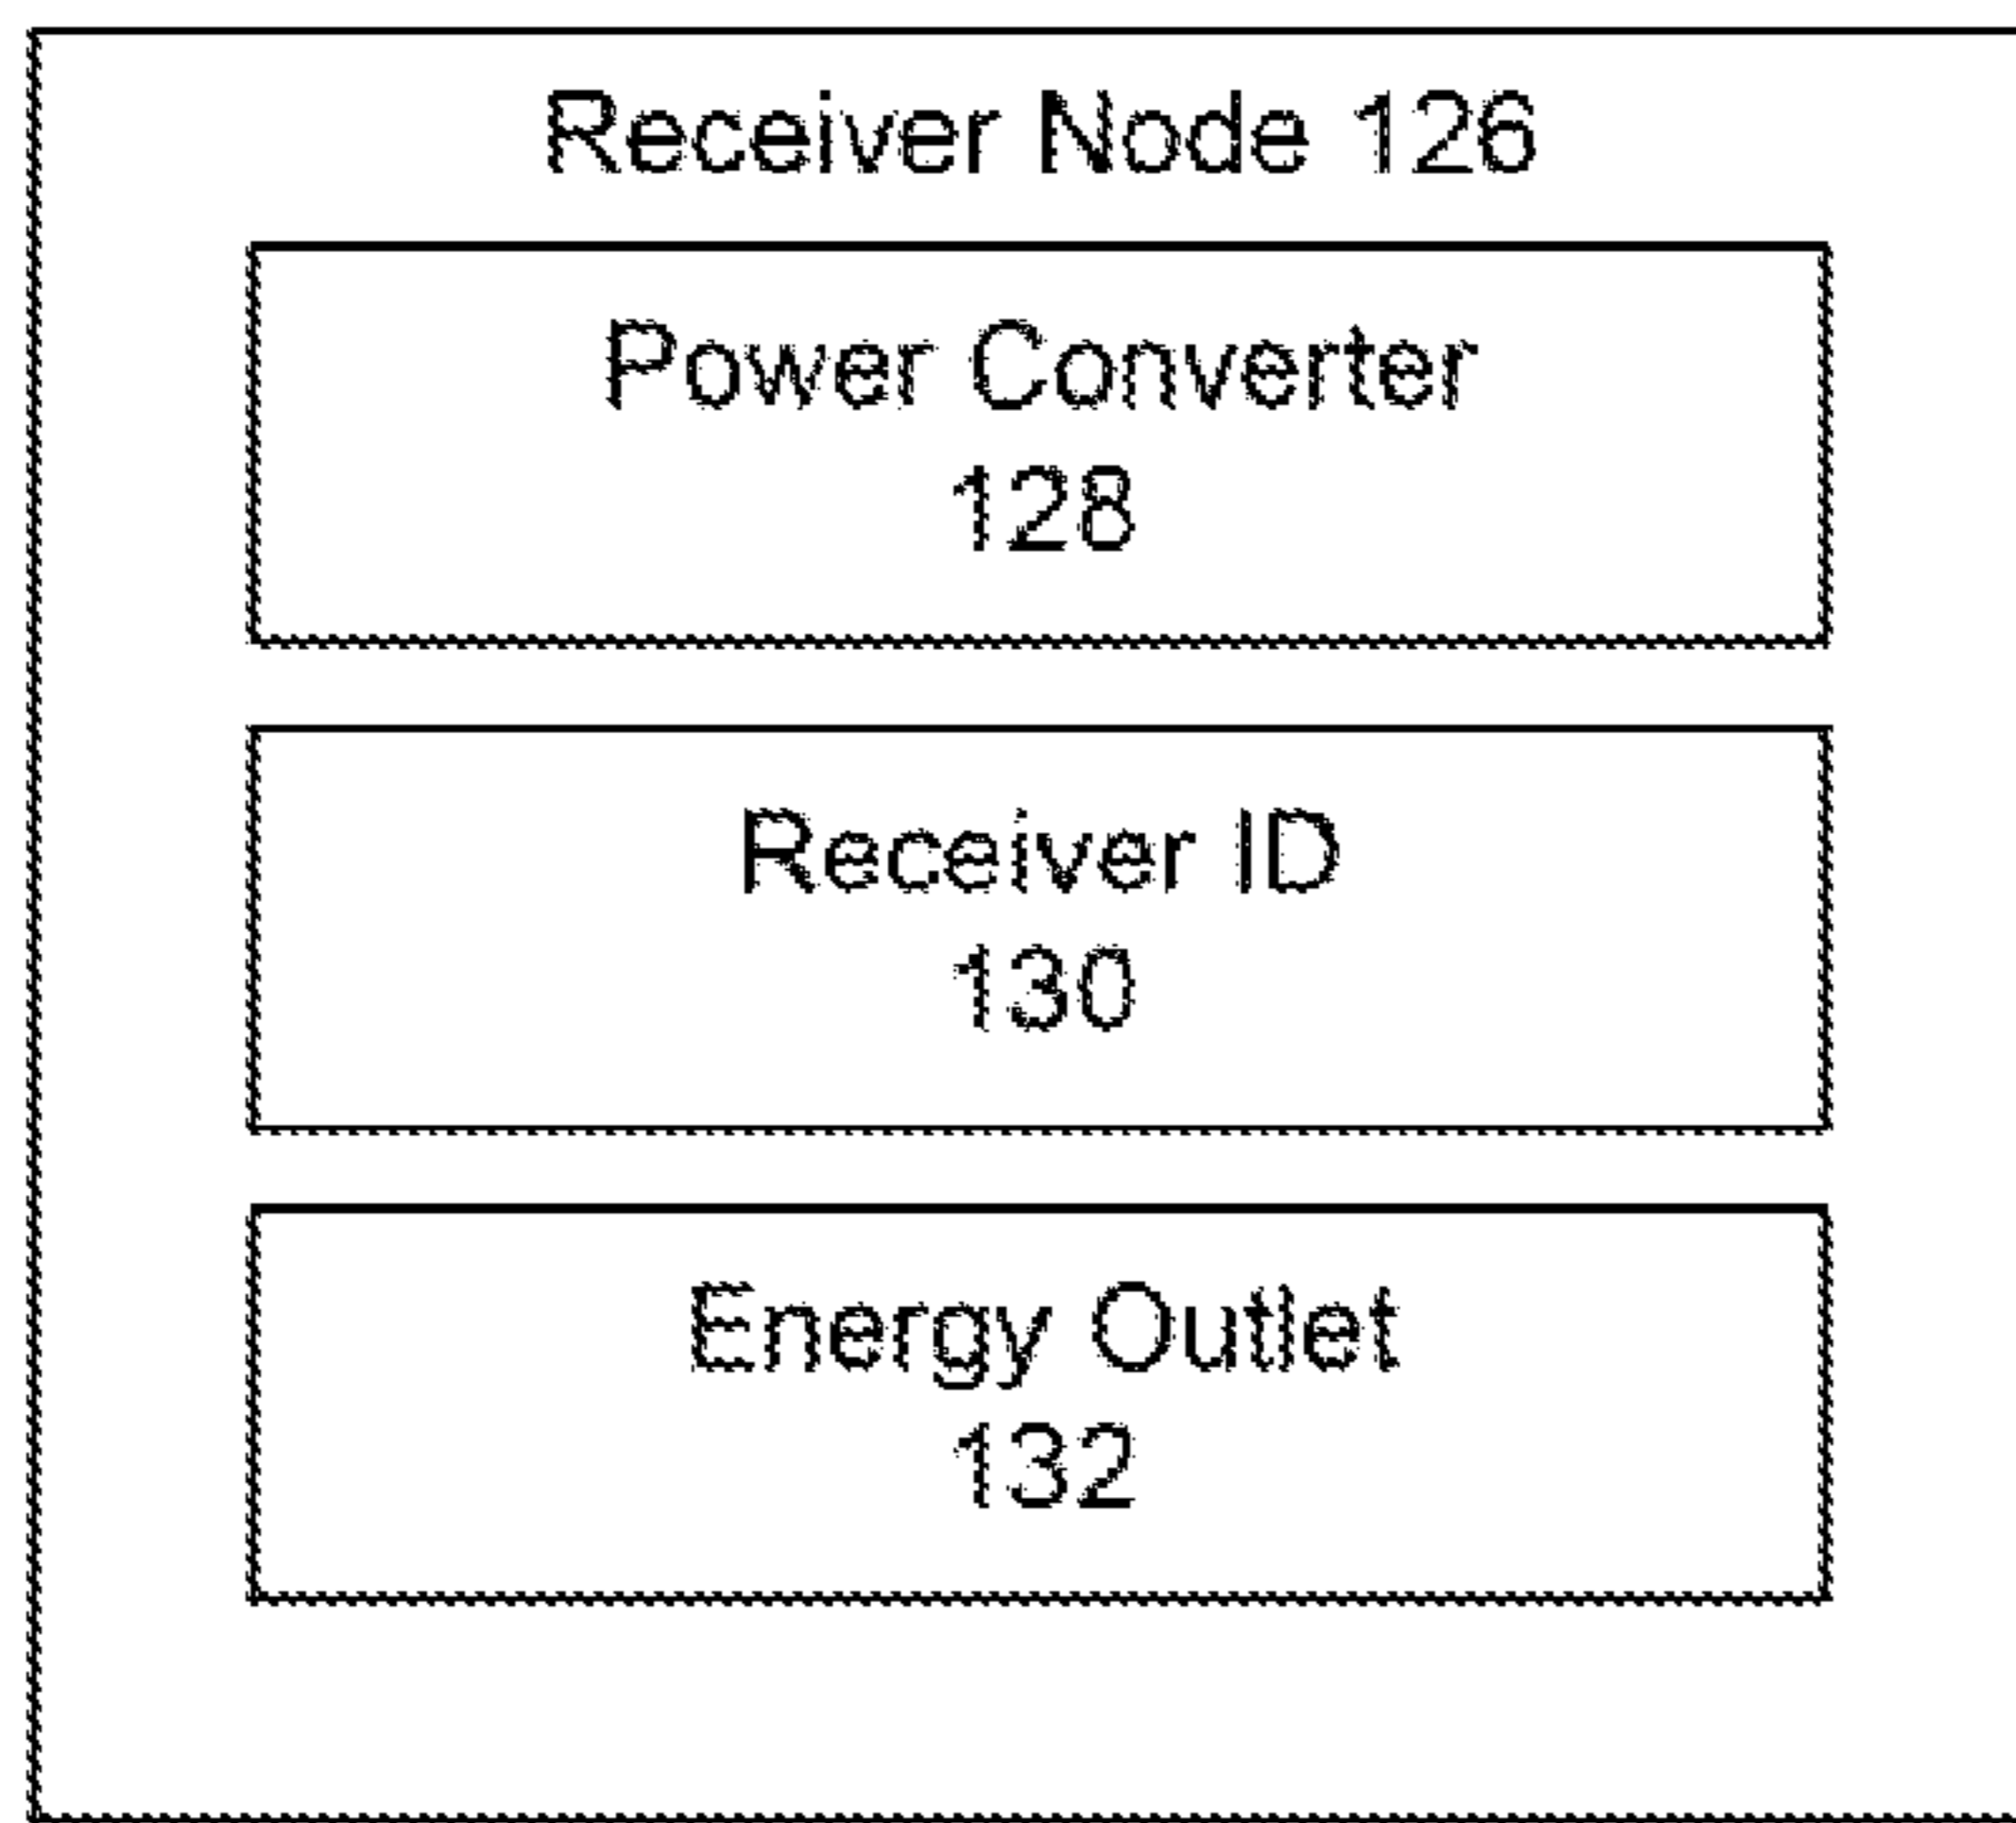 Receiver Node 126
Power Converter
128
Receiver ID
130
Energy Outlet
132